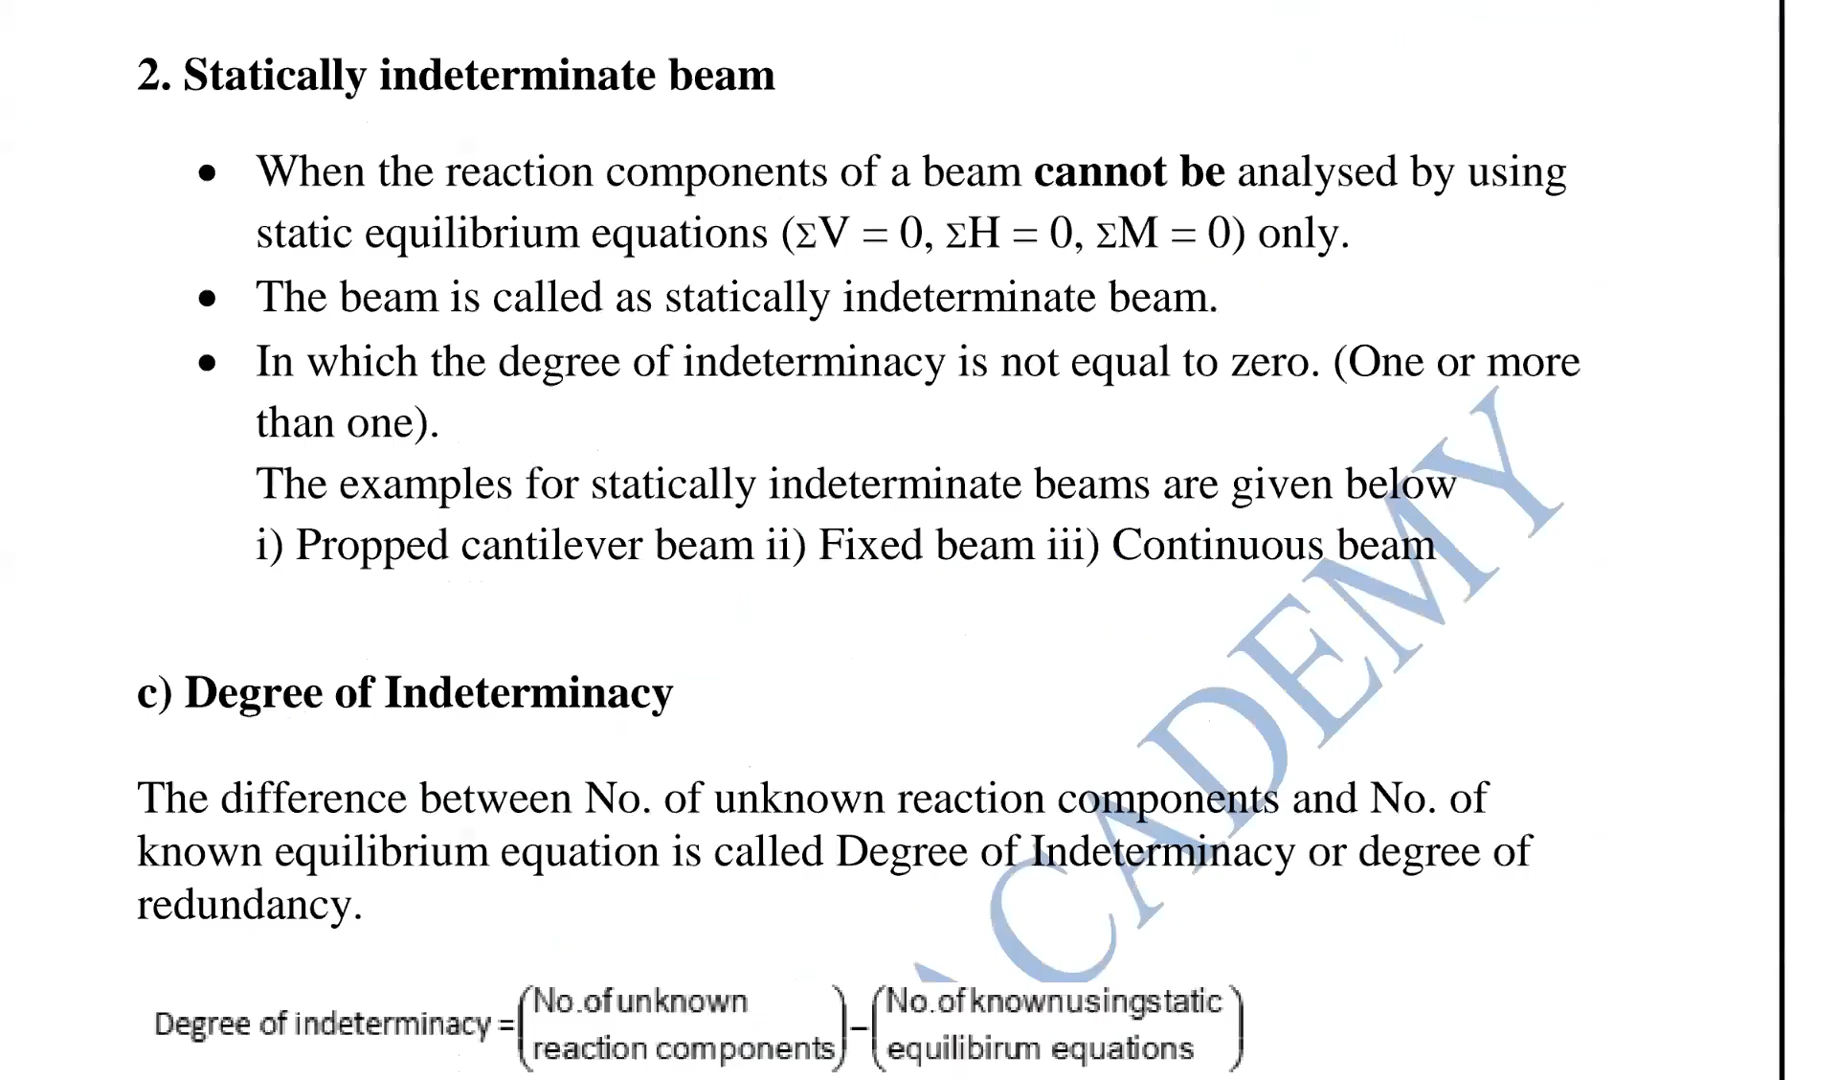 2. Statically indeterminate beam
• When the reaction components of a beam cannot be analysed by using
static equilibrium equations (ΣV = 0, ΣH = 0, ΣM = 0) only.
• The beam is called as statically indeterminate beam.
• In which the degree of indeterminacy is not equal to zero. (One or more
than one).
The examples for statically indeterminate beams are given below
i) Propped cantilever beam ii) Fixed beam iii) Continuous beam
c) Degree of Indeterminacy
The difference between No. of unknown reaction components and No. of
known equilibrium equation is called Degree of Indeterminacy or degree of
redundancy.
Degree of indeterminacy = (No.of unknown reaction components) – (No.of knownusingstatic equilibirum equations)
CADEMY